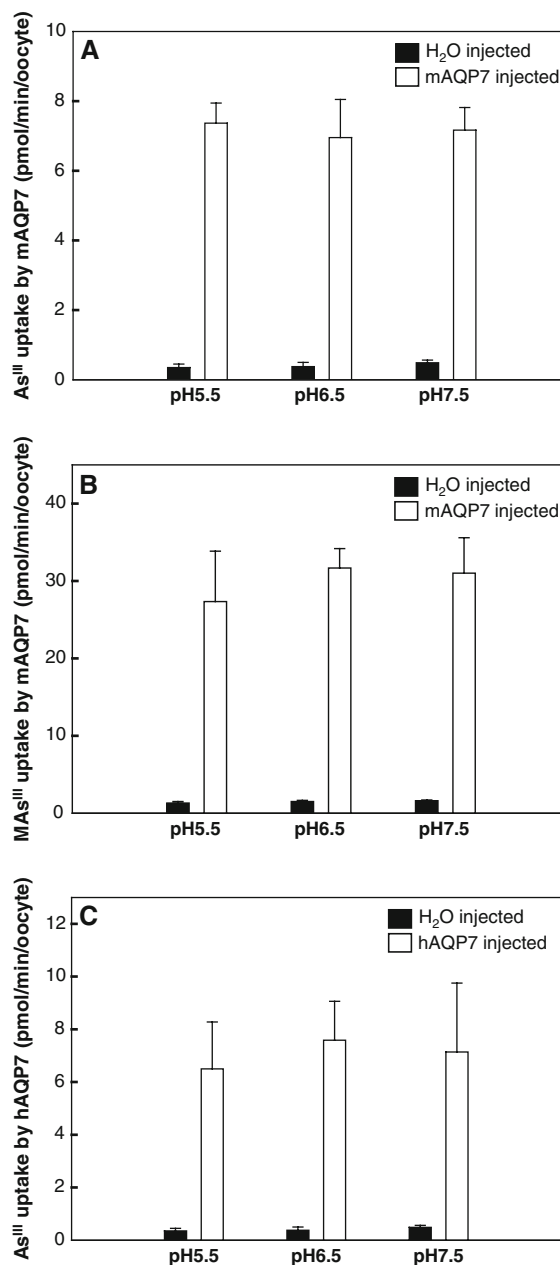 A
H₂O injected
mAQP7 injected
Asᴵᴵᴵ uptake by mAQP7 (pmol/min/oocyte)
10
8
6
4
2
0
pH5.5 pH6.5 pH7.5
B
H₂O injected
mAQP7 injected
MAsᴵᴵᴵ uptake by mAQP7 (pmol/min/oocyte)
40
30
20
10
0
pH5.5 pH6.5 pH7.5
C
H₂O injected
hAQP7 injected
Asᴵᴵᴵ uptake by hAQP7 (pmol/min/oocyte)
12
10
8
6
4
2
0
pH5.5 pH6.5 pH7.5